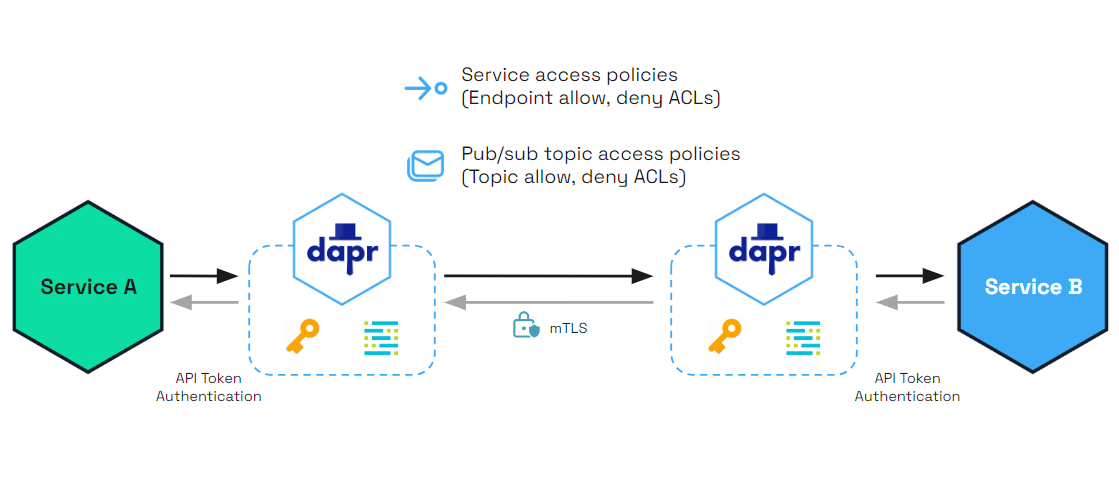 Service access policies
(Endpoint allow, deny ACLs)
Pub/sub topic access policies
(Topic allow, deny ACLs)
Service A
dapr
dapr
Service B
mTLS
API Token
Authentication
API Token
Authentication